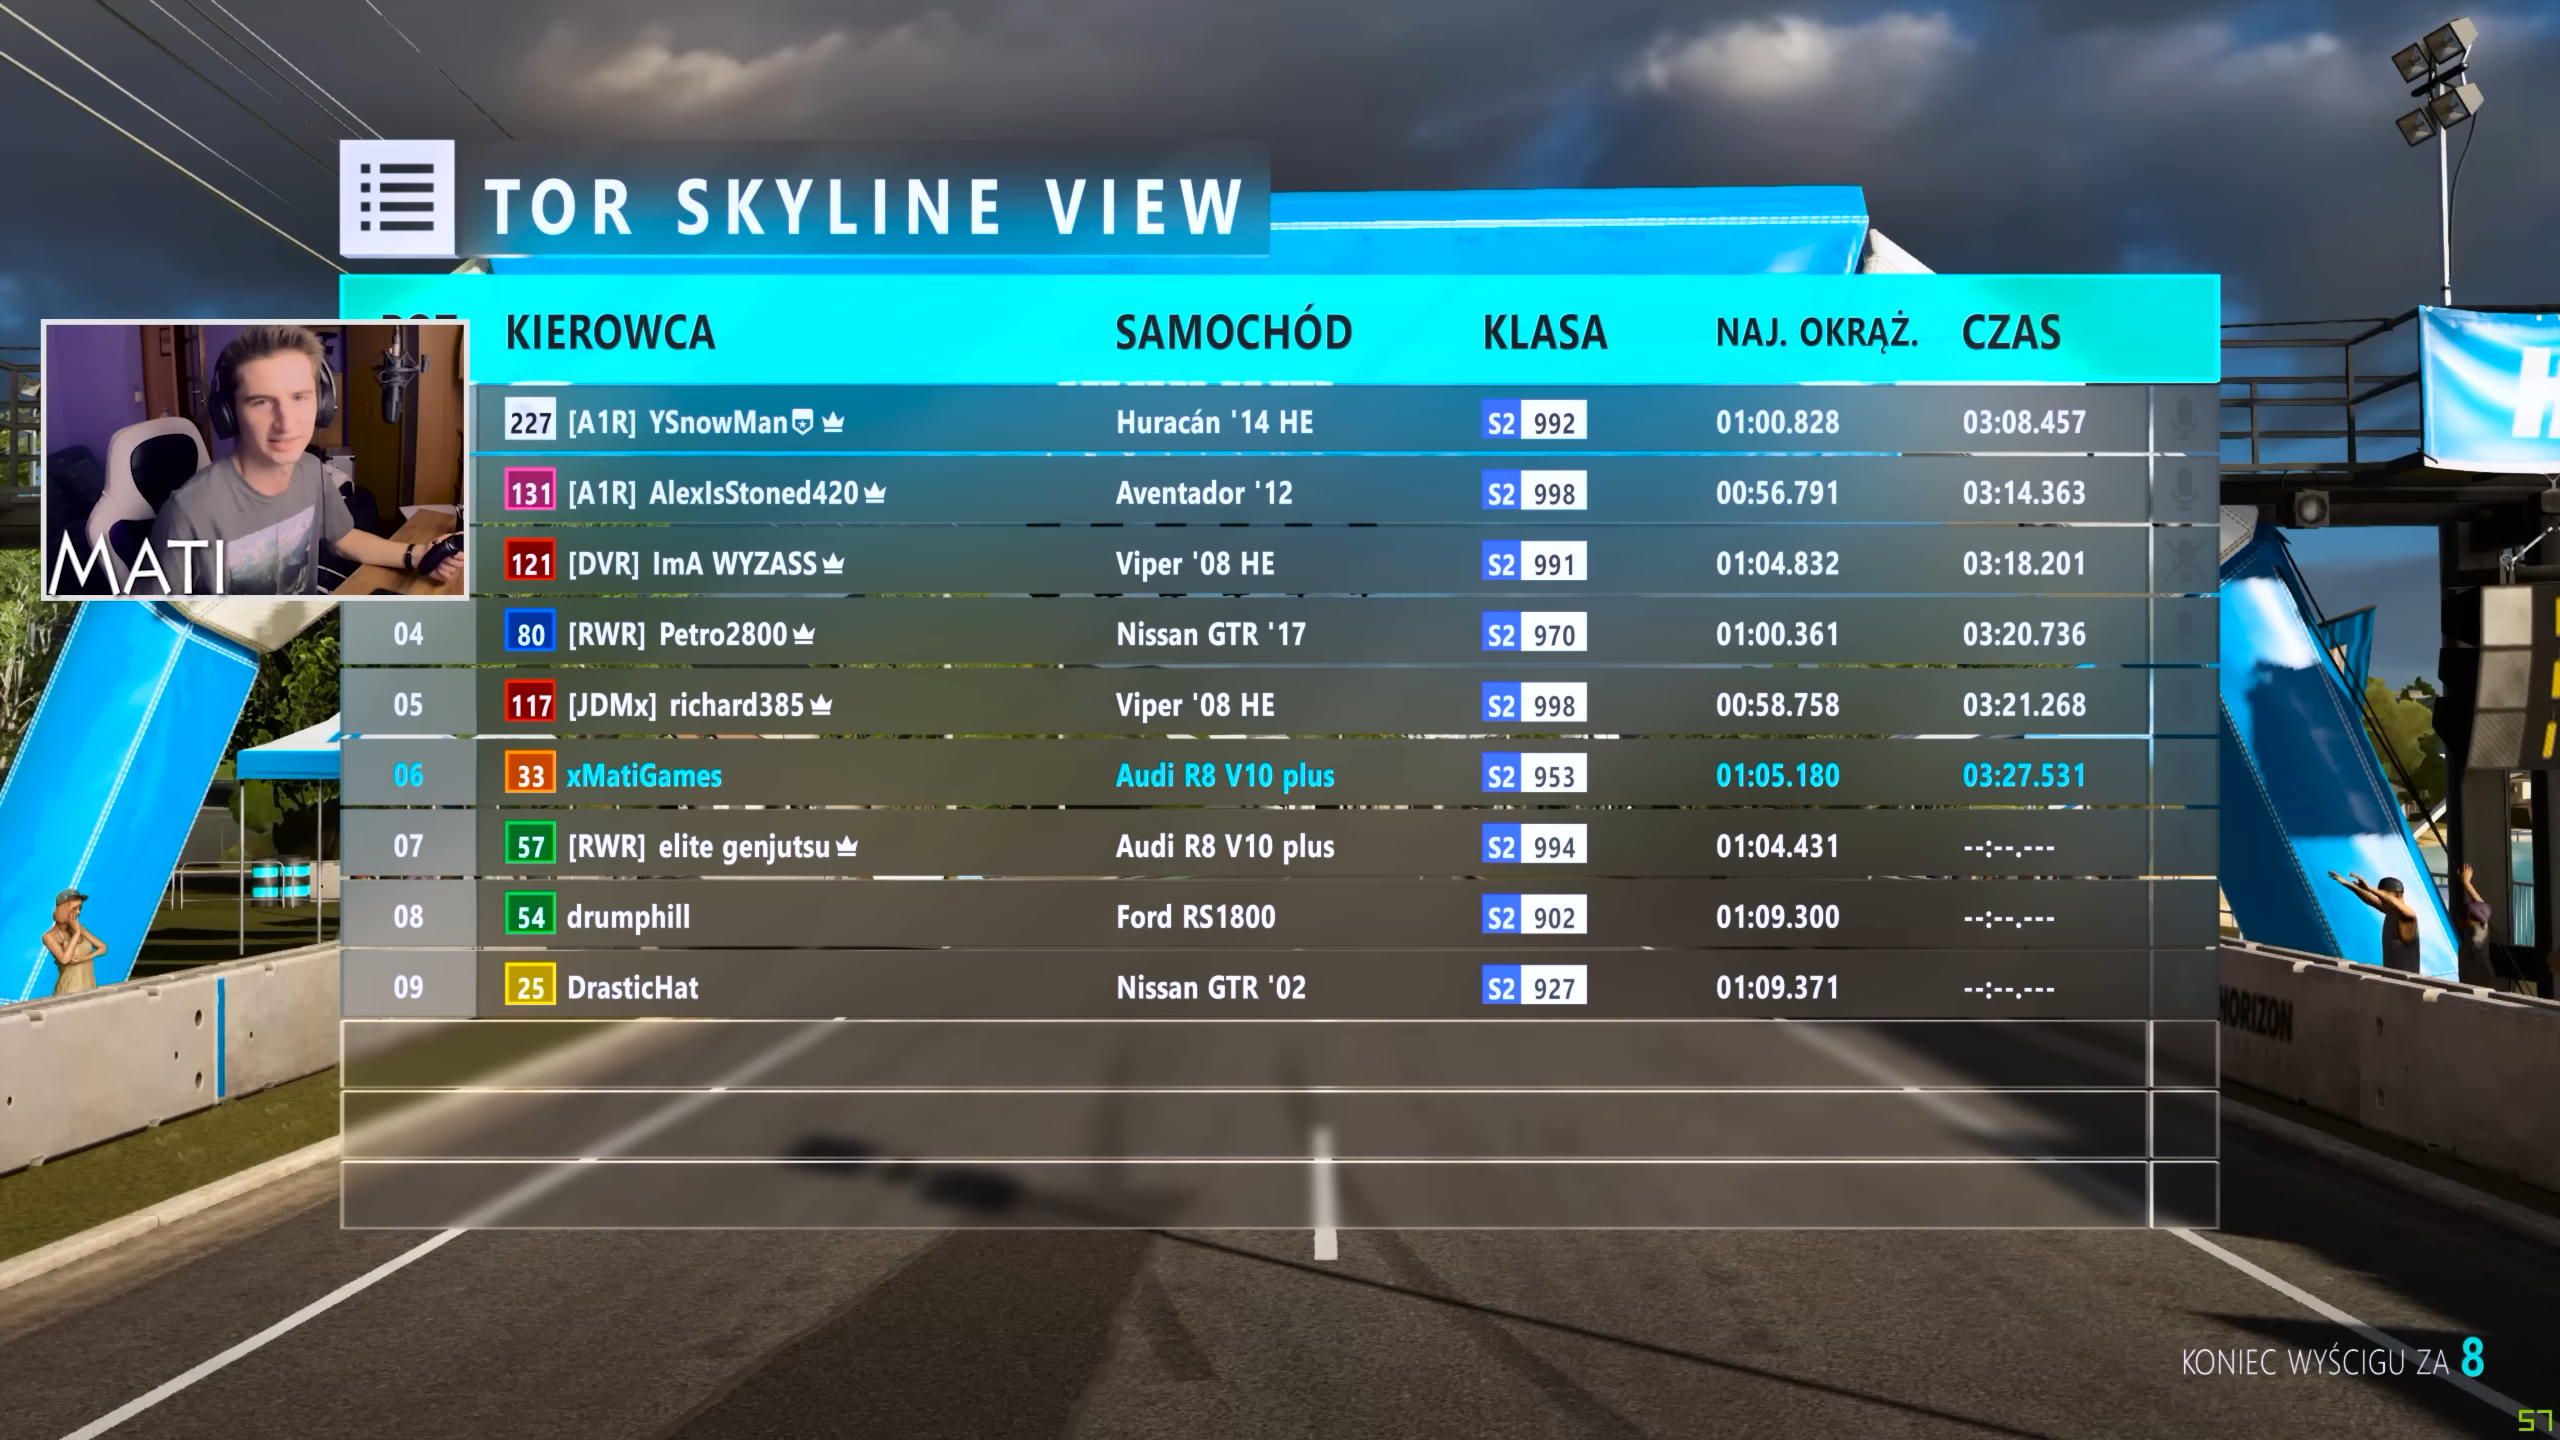 TOR SKYLINE VIEW
KIEROWCA SAMOCHÓD KLASA NAJ. OKRĄŻ. CZAS
227 [A1R] YSnowMan Huracán '14 HE S2 992 01:00.828 03:08.457
131 [A1R] AlexIsStoned420 Aventador '12 S2 998 00:56.791 03:14.363
121 [DVR] ImA WYZASS Viper '08 HE S2 991 01:04.832 03:18.201
MATI
04 80 [RWR] Petro2800 Nissan GTR '17 S2 970 01:00.361 03:20.736
05 117 [JDMx] richard385 Viper '08 HE S2 998 00:58.758 03:21.268
06 33 xMatiGames Audi R8 V10 plus S2 953 01:05.180 03:27.531
07 57 [RWR] elite genjutsu Audi R8 V10 plus S2 994 01:04.431 --:--.---
08 54 drumphill Ford RS1800 S2 902 01:09.300 --:--.---
09 25 DrasticHat Nissan GTR '02 S2 927 01:09.371 --:--.---
HORIZON
KONIEC WYŚCIGU ZA 8
57